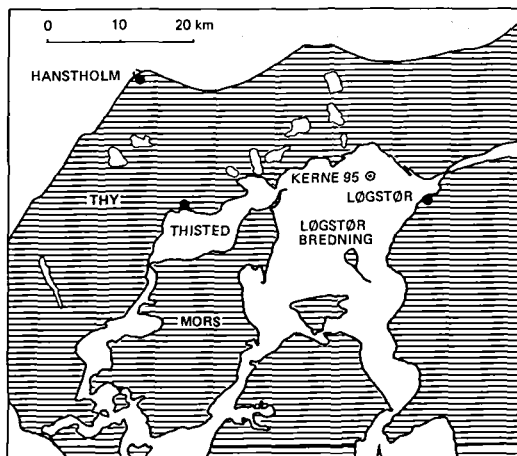 0 10 20 km
HANSTHOLM
KERNE 95
LØGSTØR
THY
THISTED
LØGSTØR
BREDNING
MORS